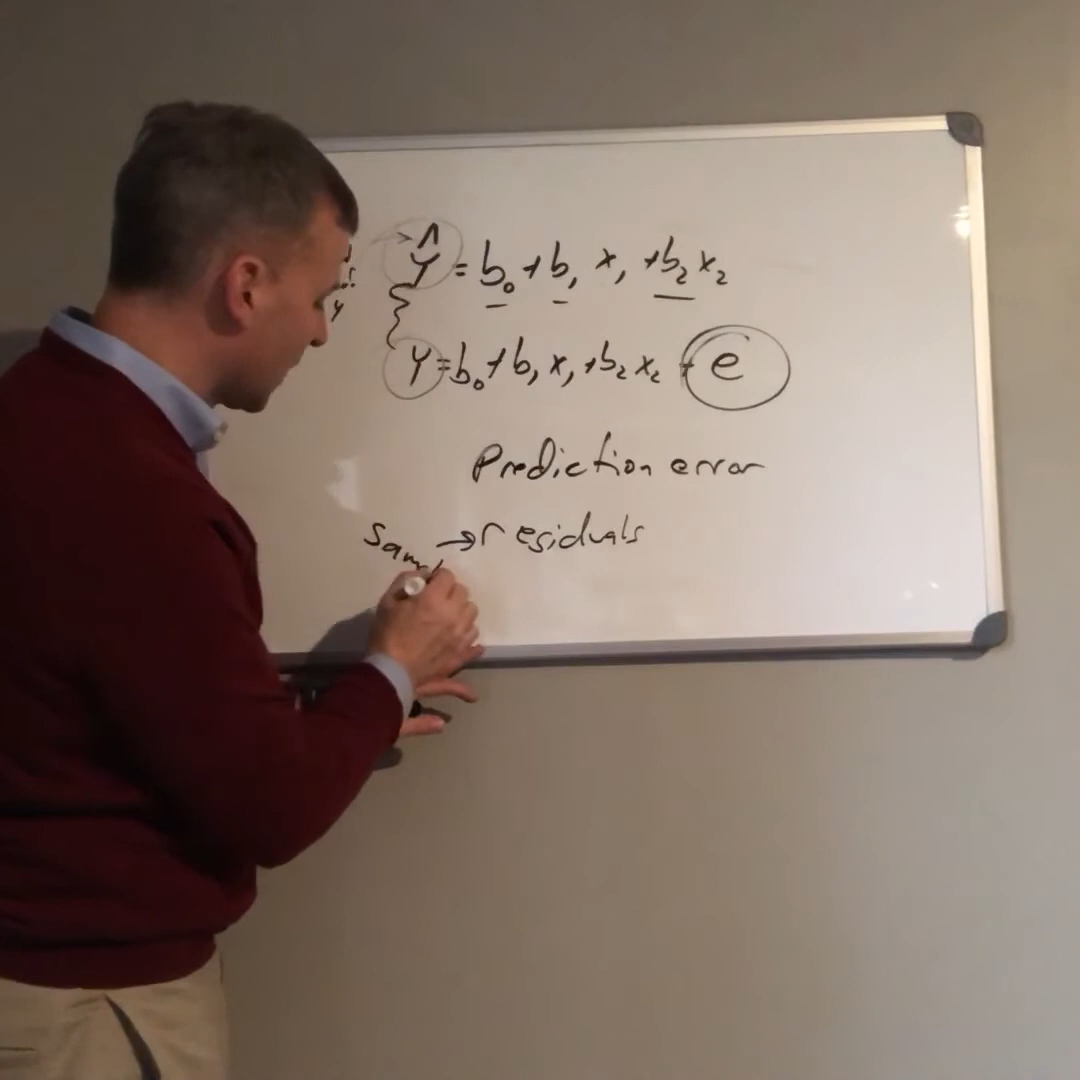 Ŷ = b₀ + b₁ x₁ + b₂ x₂
Y = b₀ + b₁ x₁ + b₂ x₂ + e
Prediction error
→ residuals